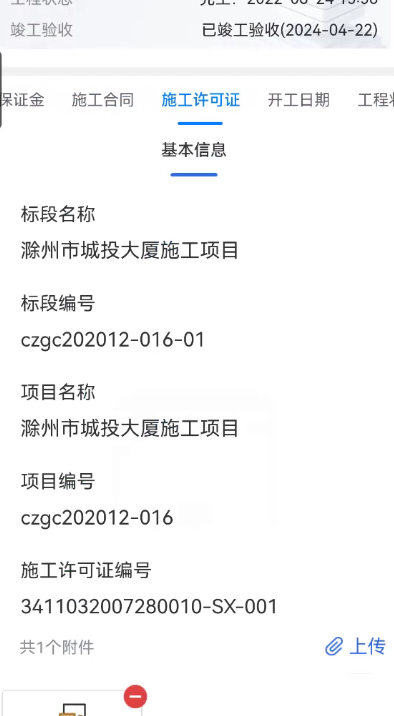 竣工验收 已竣工验收(2024-04-22)
保证金 施工合同 施工许可证 开工日期 工程
基本信息
标段名称
滁州市城投大厦施工项目
标段编号
czgc202012-016-01
项目名称
滁州市城投大厦施工项目
项目编号
czgc202012-016
施工许可证编号
3411032007280010-SX-001
共1个附件 上传